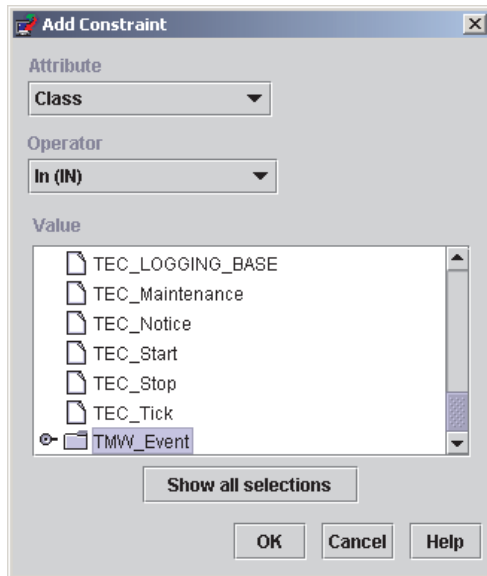 Add Constraint
Attribute
Class
Operator
In (IN)
Value
TEC_LOGGING_BASE
TEC_Maintenance
TEC_Notice
TEC_Start
TEC_Stop
TEC_Tick
TMW_Event
Show all selections
OK Cancel Help